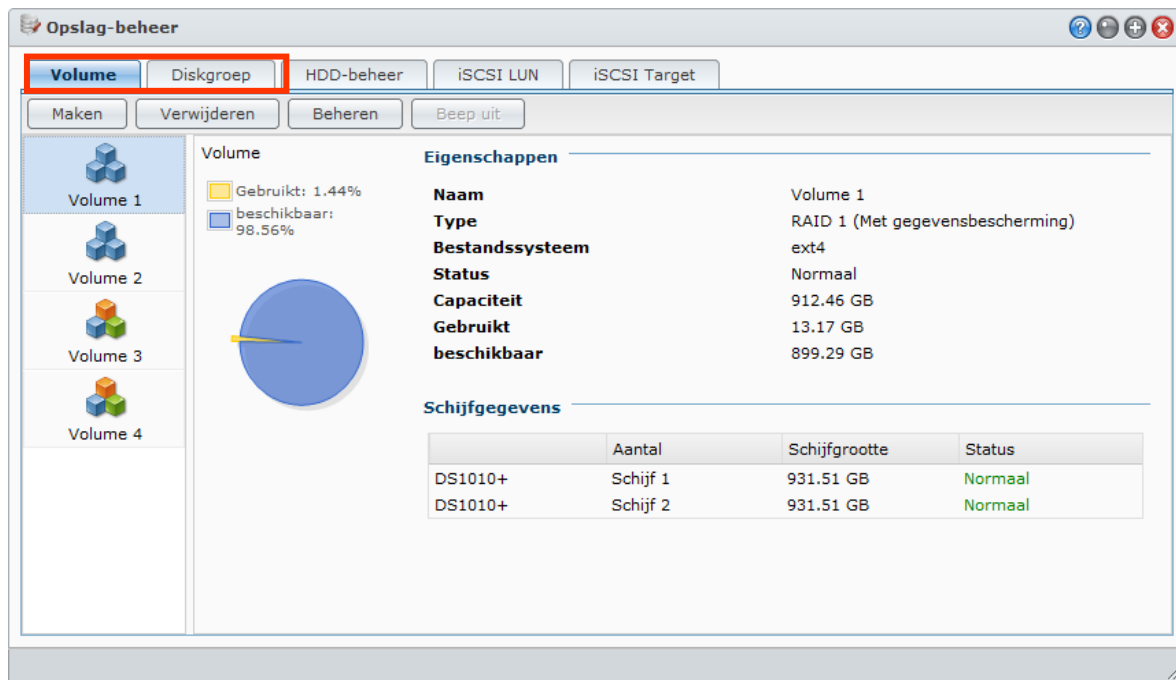 Opslag-beheer
Volume Diskgroep HDD-beheer iSCSI LUN iSCSI Target
Maken Verwijderen Beheren Beep uit
Volume 1
Volume 2
Volume 3
Volume 4
Volume
Gebruikt: 1.44%
beschikbaar:
98.56%
Eigenschappen
Naam Volume 1
Type RAID 1 (Met gegevensbescherming)
Bestandssysteem ext4
Status Normaal
Capaciteit 912.46 GB
Gebruikt 13.17 GB
beschikbaar 899.29 GB
Schijfgegevens
Aantal Schijfgrootte Status
DS1010+ Schijf 1 931.51 GB Normaal
DS1010+ Schijf 2 931.51 GB Normaal